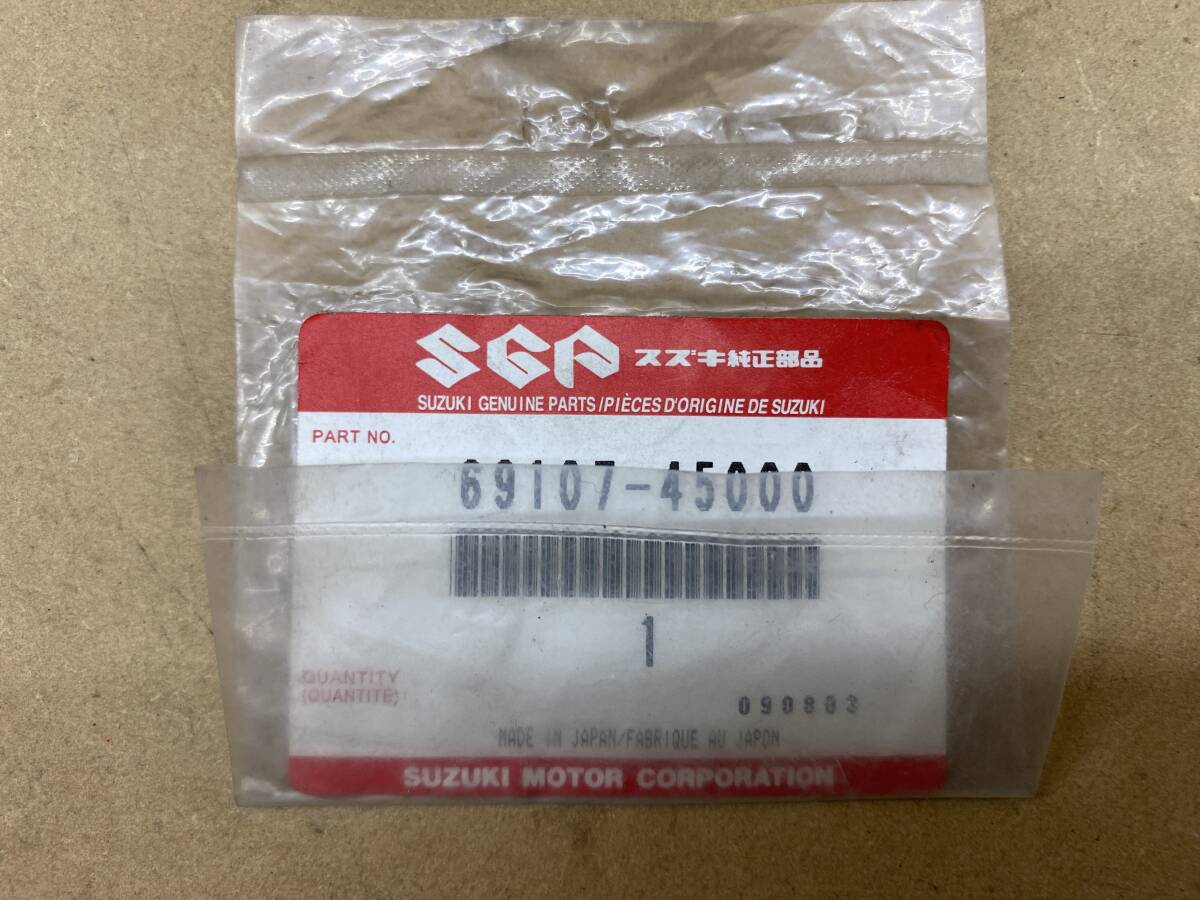 SGP スズキ純正部品
SUZUKI GENUINE PARTS/PIÈCES D'ORIGINE DE SUZUKI
PART NO.
69107-45000
1
QUANTITY
(QUANTITE)
090803
MADE IN JAPAN/FABRIQUE AU JAPON
SUZUKI MOTOR CORPORATION